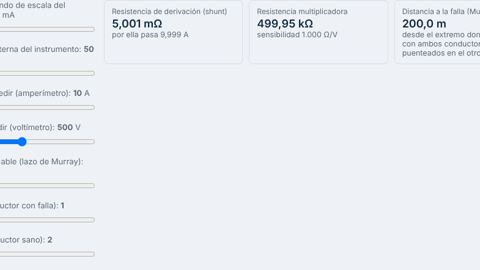 ndo de escala del
mA
terna del instrumento: 50
edir (amperímetro): 10 A
dir (voltímetro): 500 V
able (lazo de Murray):
uctor con falla): 1
uctor sano): 2
Resistencia de derivación (shunt)
5,001 mΩ
por ella pasa 9,999 A
Resistencia multiplicadora
499,95 kΩ
sensibilidad 1.000 Ω/V
Distancia a la falla (Mu
200,0 m
desde el extremo don
con ambos conductor
puenteados en el otro